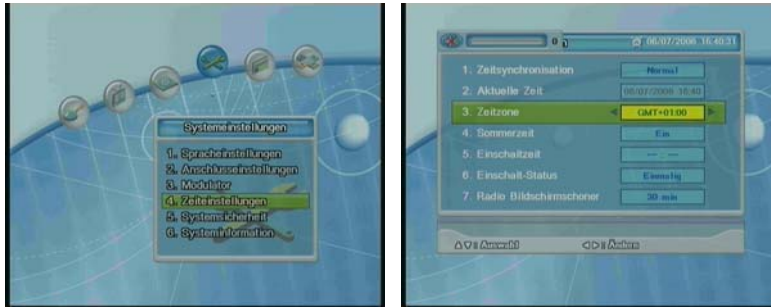 Systemeinstellungen
1. Spracheinstellungen
2. Anschlusseinstellungen
3. Modulator
4. Zeiteinstellungen
5. Systemsicherheit
6. Systeminformation
0
06/07/2006 16:40:31
1. Zeitsynchronisation Normal
2. Aktuelle Zeit 06/07/2006 16:40
3. Zeitzone GMT+01:00
4. Sommerzeit Ein
5. Einschaltzeit -- : --
6. Einschalt-Status Einmalig
7. Radio Bildschirmschoner 30 min
: Auswahl : Ändern